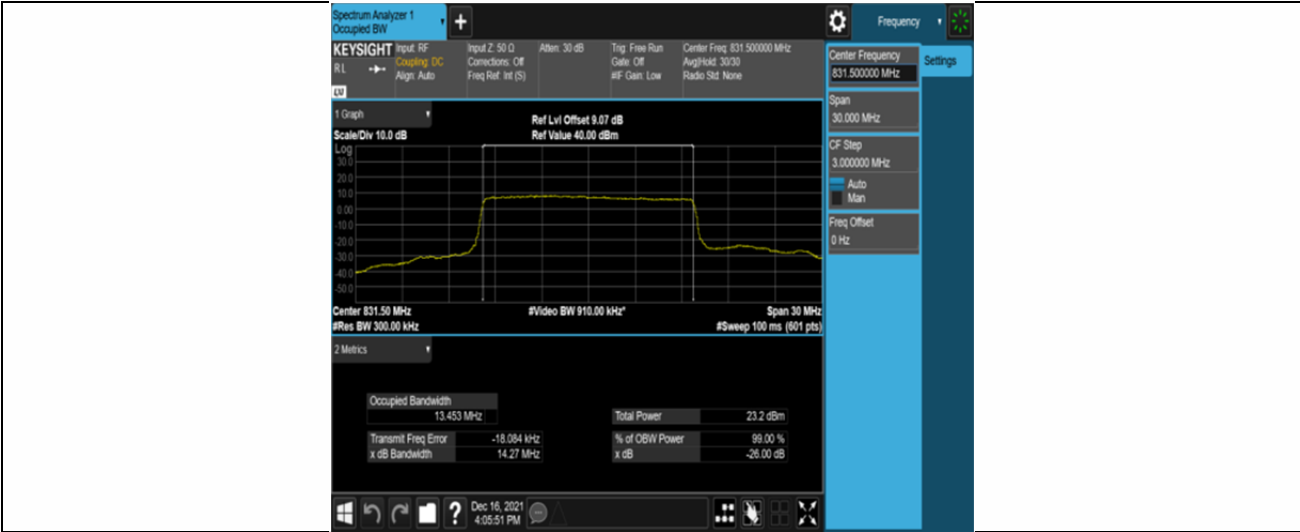 Spectrum Analyzer 1
Occupied BW
+
Frequency
KEYSIGHT
RL
LXI
Input: RF
Coupling: DC
Align: Auto
Input Z: 50 Ω
Corrections: Off
Freq Ref: Int (S)
Atten: 30 dB
Trig: Free Run
Gate: Off
#IF Gain: Low
Center Freq: 831.500000 MHz
Avg|Hold: 30/30
Radio Std: None
Center Frequency
831.500000 MHz
Settings
Span
30.000 MHz
CF Step
3.000000 MHz
Auto
Man
Freq Offset
0 Hz
1 Graph
Scale/Div 10.0 dB
Ref Lvl Offset 9.07 dB
Ref Value 40.00 dBm
Log
30.0
20.0
10.0
0.00
-10.0
-20.0
-30.0
-40.0
-50.0
Center 831.50 MHz
#Video BW 910.00 kHz*
Span 30 MHz
#Res BW 300.00 kHz
#Sweep 100 ms (601 pts)
2 Metrics
Occupied Bandwidth
13.453 MHz
Total Power 23.2 dBm
Transmit Freq Error -18.084 kHz
% of OBW Power 99.00 %
x dB Bandwidth 14.27 MHz
x dB -26.00 dB
?
Dec 16, 2021
4:05:51 PM